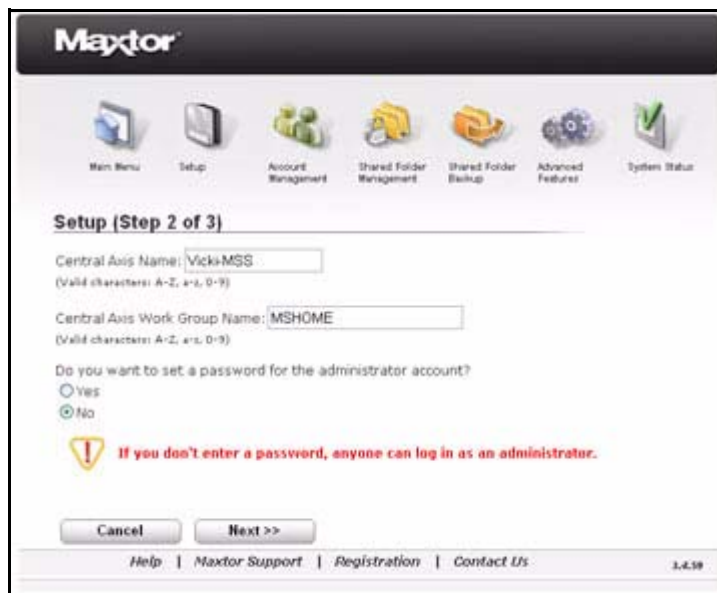 Maxtor
Main Menu
Setup
Account Management
Shared Folder Management
Shared Folder Backup
Advanced Features
System Status
Setup (Step 2 of 3)
Central Axis Name: Vicki-MSS
(Valid characters: A-Z, a-z, 0-9)
Central Axis Work Group Name: MSHOME
(Valid characters: A-Z, a-z, 0-9)
Do you want to set a password for the administrator account?
Yes
No
If you don't enter a password, anyone can log in as an administrator.
Cancel Next >>
Help | Maxtor Support | Registration | Contact Us